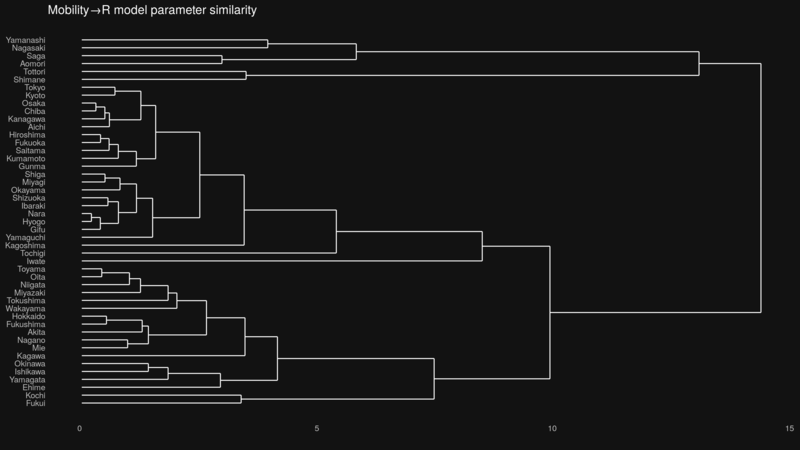 Mobility→R model parameter similarity
Yamanashi
Nagasaki
Saga
Aomori
Tottori
Shimane
Tokyo
Kyoto
Osaka
Chiba
Kanagawa
Aichi
Hiroshima
Fukuoka
Saitama
Kumamoto
Gunma
Shiga
Miyagi
Okayama
Shizuoka
Ibaraki
Nara
Hyogo
Gifu
Yamaguchi
Kagoshima
Tochigi
Iwate
Toyama
Oita
Niigata
Miyazaki
Tokushima
Wakayama
Hokkaido
Fukushima
Akita
Nagano
Mie
Kagawa
Okinawa
Ishikawa
Yamagata
Ehime
Kochi
Fukui
0 5 10 15